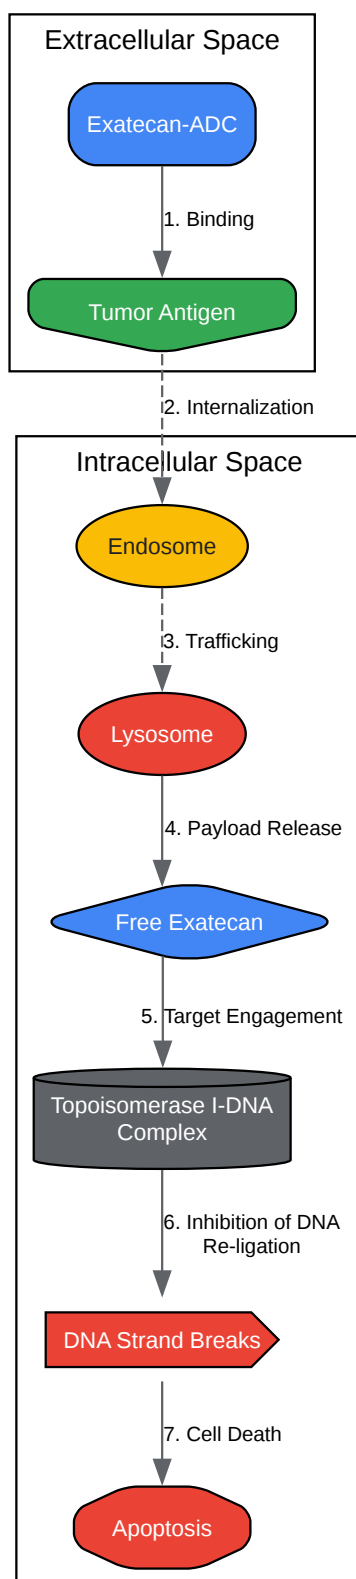 Extracellular Space
Exatecan-ADC
1. Binding
Tumor Antigen
2. Internalization
Intracellular Space
Endosome
3. Trafficking
Lysosome
4. Payload Release
Free Exatecan
5. Target Engagement
Topoisomerase I-DNA
Complex
6. Inhibition of DNA
Re-ligation
DNA Strand Breaks
7. Cell Death
Apoptosis